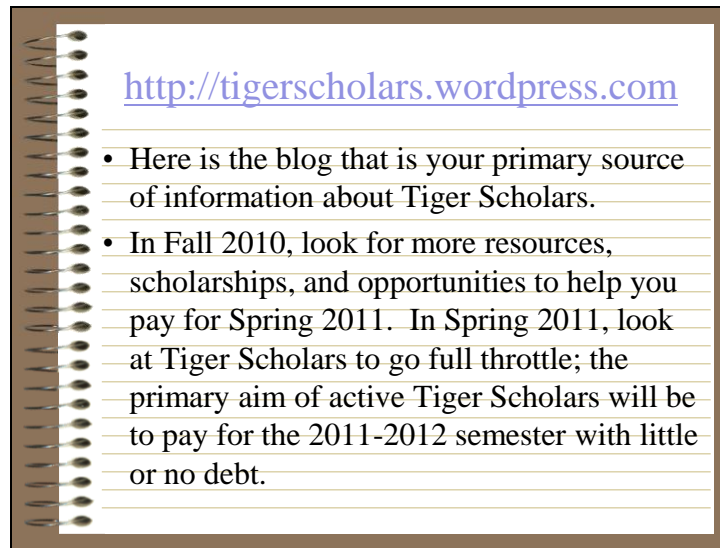 http://tigerscholars.wordpress.com
• Here is the blog that is your primary source
of information about Tiger Scholars.
• In Fall 2010, look for more resources,
scholarships, and opportunities to help you
pay for Spring 2011.  In Spring 2011, look
at Tiger Scholars to go full throttle; the
primary aim of active Tiger Scholars will be
to pay for the 2011-2012 semester with little
or no debt.